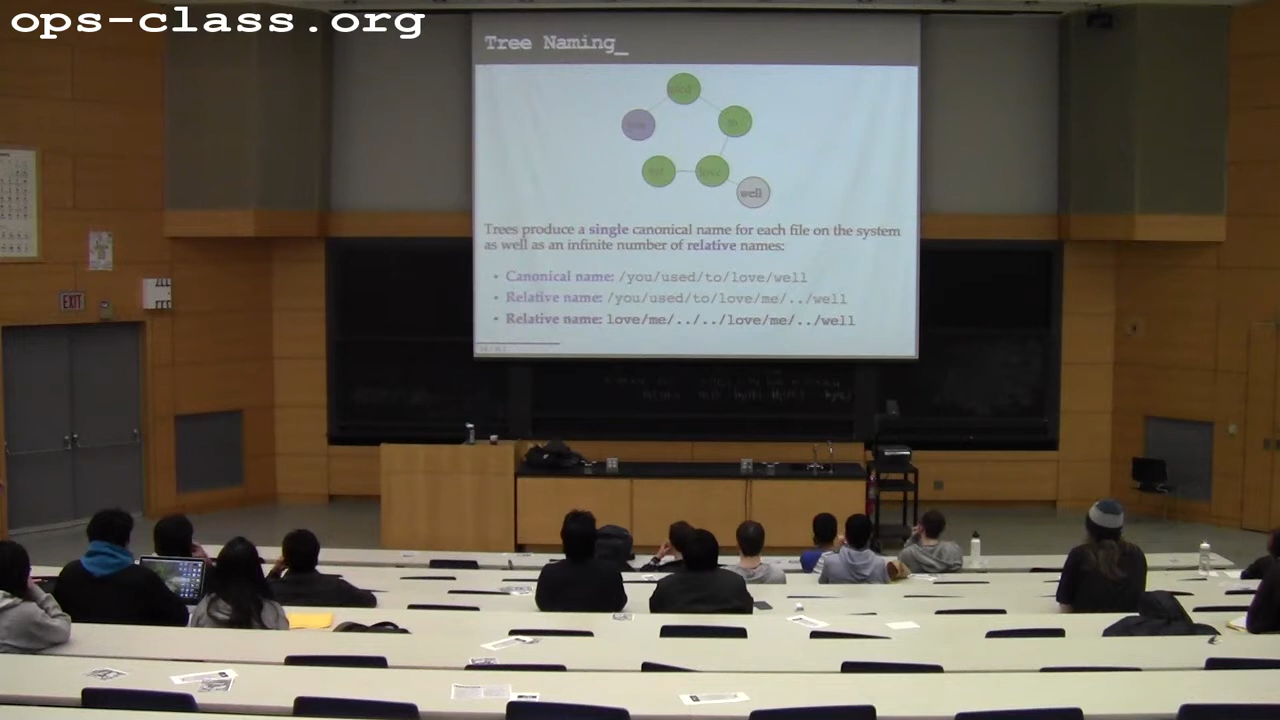 ops-class.org
Tree Naming_
well
Trees produce a single canonical name for each file on the system
as well as an infinite number of relative names:
• Canonical name: /you/used/to/love/well
• Relative name: /you/used/to/love/me/../well
• Relative name: love/me/../../love/me/../well
EXIT